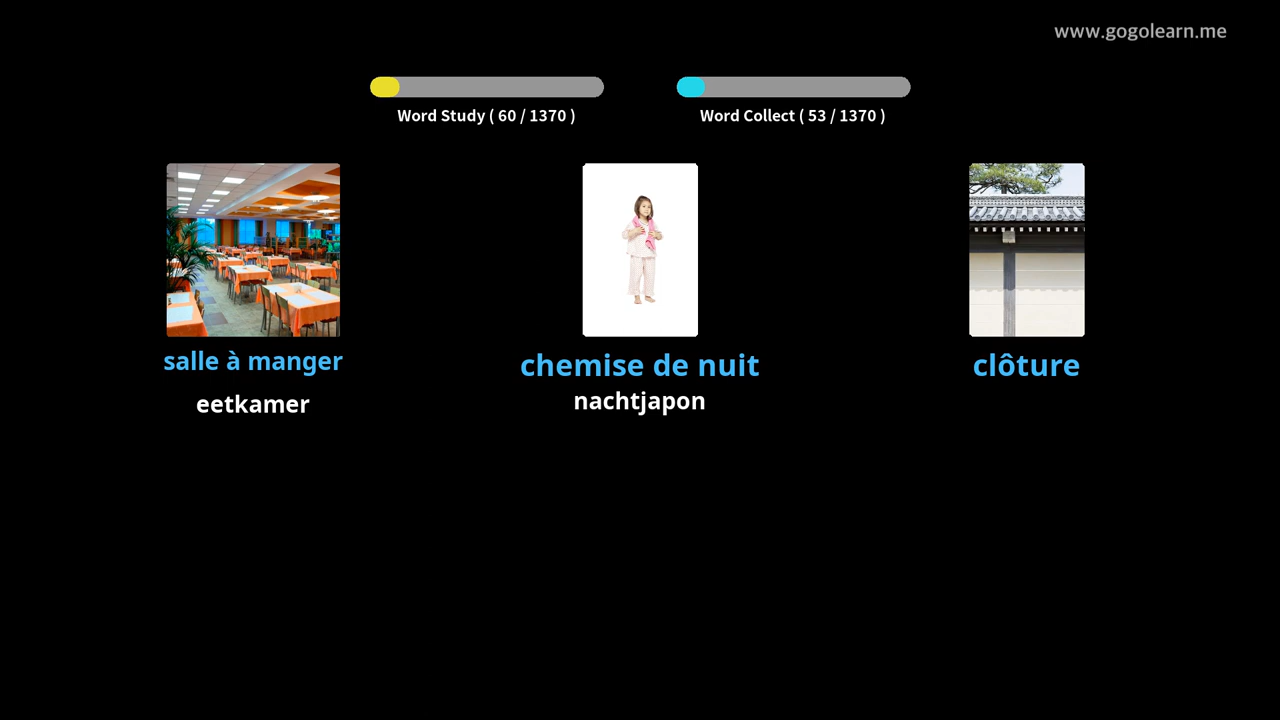 www.gogolearn.me
Word Study ( 60 / 1370 )
Word Collect ( 53 / 1370 )
salle à manger
chemise de nuit
clôture
eetkamer
nachtjapon